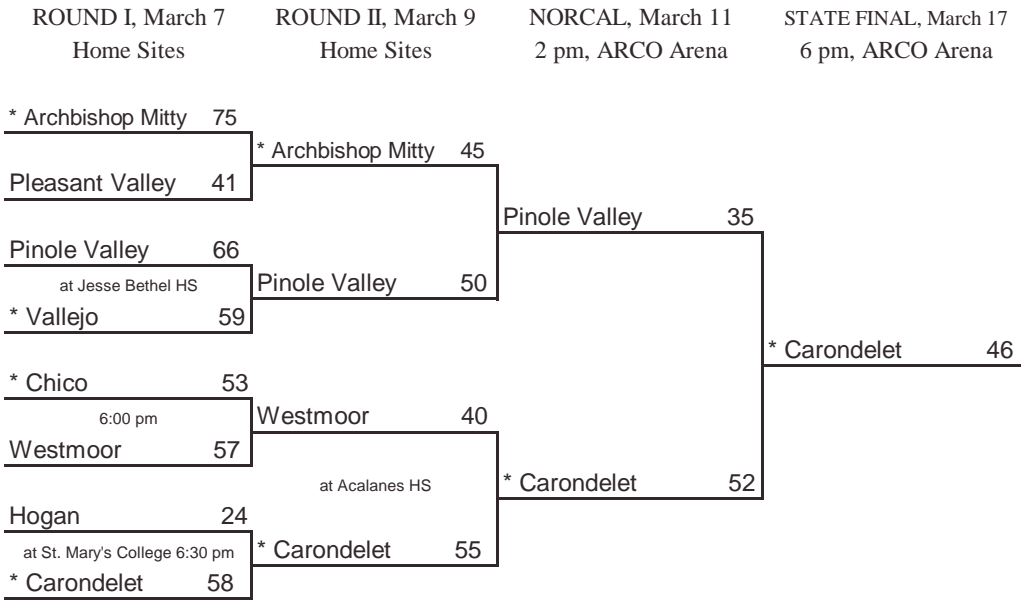 ROUND I, March 7 ROUND II, March 9 NORCAL, March 11 STATE FINAL, March 17
Home Sites Home Sites 2 pm, ARCO Arena 6 pm, ARCO Arena
* Archbishop Mitty 75
* Archbishop Mitty 45
Pleasant Valley 41
Pinole Valley 35
Pinole Valley 66
at Jesse Bethel HS
Pinole Valley 50
* Vallejo 59
* Carondelet 46
* Chico 53
6:00 pm
Westmoor 40
Westmoor 57
at Acalanes HS
* Carondelet 52
Hogan 24
at St. Mary's College 6:30 pm
* Carondelet 55
* Carondelet 58